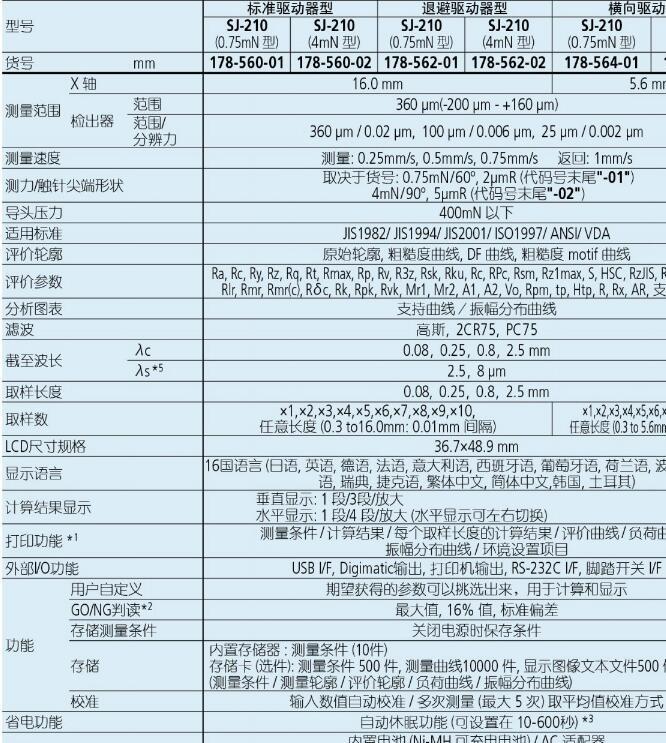 型号 标准驱动器型 退避驱动器型 横向驱动
SJ-210 SJ-210 SJ-210 SJ-210 SJ-210
(0.75mN 型) (4mN 型) (0.75mN 型) (4mN 型) (0.75mN 型)
货号 mm 178-560-01 178-560-02 178-562-01 178-562-02 178-564-01
测量范围 X 轴 16.0 mm 5.6 mm
检出器 范围 360 µm(-200 µm - +160 µm)
范围/分辨力 360 µm / 0.02 µm, 100 µm / 0.006 µm, 25 µm / 0.002 µm
测量速度 测量: 0.25mm/s, 0.5mm/s, 0.75mm/s 返回: 1mm/s
测力/触针尖端形状 取决于货号: 0.75mN/60°, 2µmR (代码号末尾"-01")
4mN/90°, 5µmR (代码号末尾"-02")
导头压力 400mN 以下
适用标准 JIS1982/ JIS1994/ JIS2001/ ISO1997/ ANSI/ VDA
评价轮廓 原始轮廓, 粗糙度曲线, DF 曲线, 粗糙度 motif 曲线
评价参数 Ra, Rc, Ry, Rz, Rq, Rt, Rmax, Rp, Rv, R3z, Rsk, Rku, Rc, RPc, Rsm, Rz1max, S, HSC, RzJIS,
Rlr, Rmr, Rmr(c), Rδc, Rk, Rpk, Rvk, Mr1, Mr2, A1, A2, Vo, Rpm, tp, Htp, R, Rx, AR, 支
分析图表 支持曲线 / 振幅分布曲线
滤波 高斯, 2CR75, PC75
截至波长 λc 0.08, 0.25, 0.8, 2.5 mm
λs*5 2.5, 8 µm
取样长度 0.08, 0.25, 0.8, 2.5 mm
取样数 ×1,×2,×3,×4,×5,×6,×7,×8,×9,×10, ×1,×2,×3,×4,×5,×6,
任意长度 (0.3 to16.0mm: 0.01mm 间隔) 任意长度 (0.3 to 5.6mm
LCD尺寸规格 36.7×48.9 mm
显示语言 16国语言 (日语, 英语, 德语, 法语, 意大利语, 西班牙语, 葡萄牙语, 荷兰语, 波
语, 瑞典, 捷克语, 繁体中文, 简体中文,韩国, 土耳其)
计算结果显示 垂直显示: 1 段/3段/放大
水平显示: 1 段/4 段/放大 (水平显示可左右切换)
打印功能 *1 测量条件 / 计算结果 / 每个取样长度的计算结果 / 评价曲线 / 负荷曲
振幅分布曲线 / 环境设置项目
外部I/O功能 USB I/F, Digimatic输出, 打印机输出, RS-232C I/F, 脚踏开关 I/F
功能 用户自定义 期望获得的参数可以挑选出来，用于计算和显示
GO/NG判读*2 最大值, 16% 值, 标准偏差
存储测量条件 关闭电源时保存条件
存储 内置存储器 : 测量条件 (10件)
存储卡 (选件): 测量条件 500 件, 测量曲线10000 件, 显示图像文本文件500
(测量条件 / 测量轮廓 / 评价轮廓 / 负荷曲线 / 振幅分布曲线)
校准 输入数值自动校准 / 多次测量 (最大 5 次) 取平均值校准方式
省电功能 自动休眠功能 (可设置在 10-600秒) *3
内置电池 (Ni-MH 可充电电池) / AC 适配器